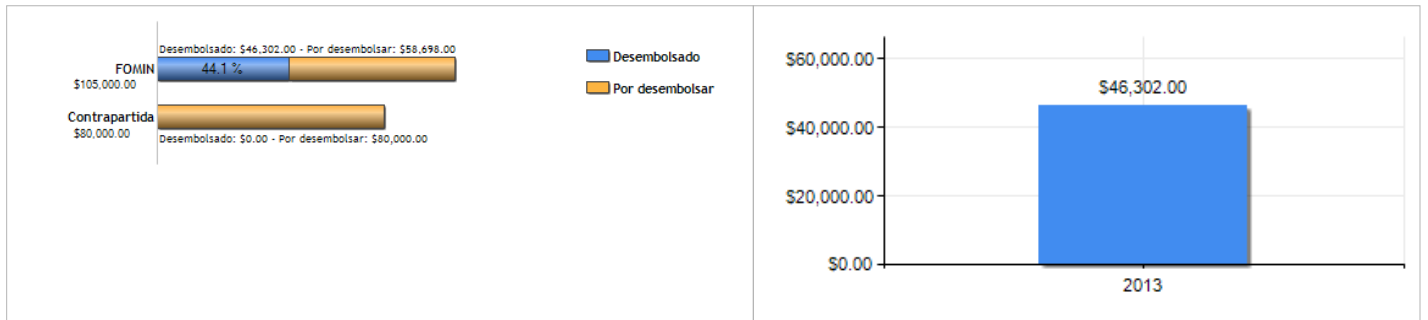 Desembolsado: $46,302.00 - Por desembolsar: $58,698.00
FOMIN
44.1 %
$105,000.00
Contrapartida
$80,000.00
Desembolsado: $0.00 - Por desembolsar: $80,000.00
Desembolsado
Por desembolsar
$60,000.00
$46,302.00
$40,000.00
$20,000.00
$0.00
2013